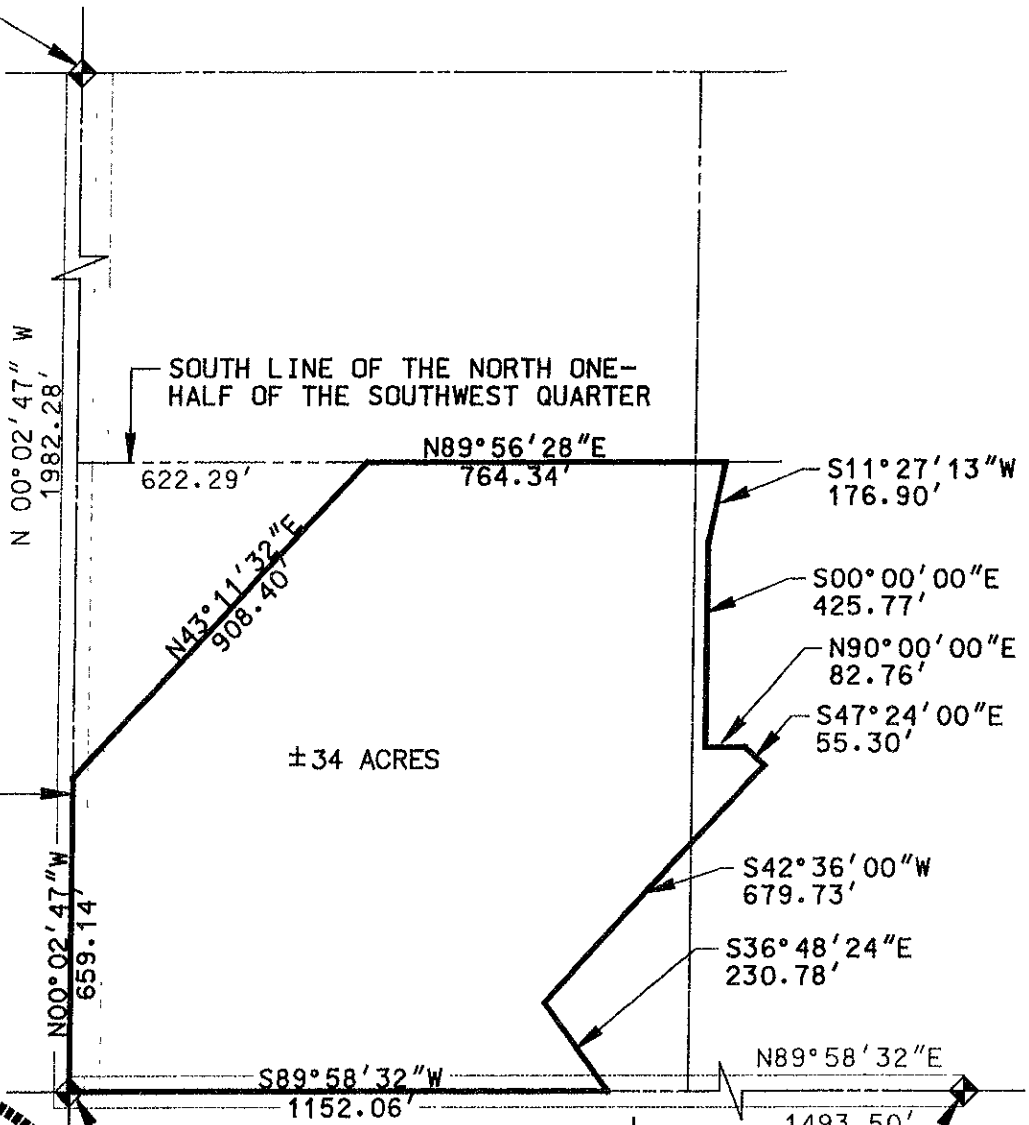 N 00°02'47" W
1982.28'
SOUTH LINE OF THE NORTH ONE-
HALF OF THE SOUTHWEST QUARTER
622.29'
N89°56'28"E
764.34'
S11°27'13"W
176.90'
N43°11'32"E
908.40'
S00°00'00"E
425.77'
N90°00'00"E
82.76'
S47°24'00"E
55.30'
±34 ACRES
S42°36'00"W
679.73'
N00°02'47"W
659.14'
S36°48'24"E
230.78'
S89°58'32"W
1152.06'
N89°58'32"E
1493.50'